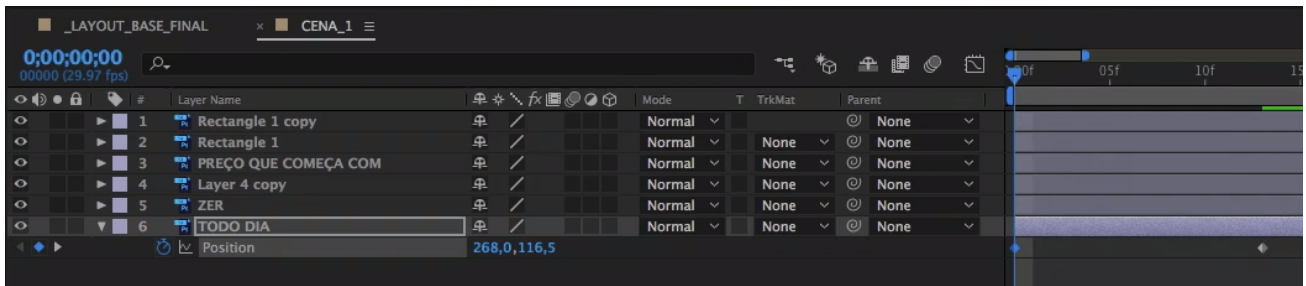 _LAYOUT_BASE_FINAL × CENA_1
0;00;00;00
00000 (29.97 fps)
05f 10f 15
# Layer Name Mode T TrkMat Parent
1 Rectangle 1 copy Normal None
2 Rectangle 1 Normal None None
3 PREÇO QUE COMEÇA COM Normal None None
4 Layer 4 copy Normal None None
5 ZER Normal None None
6 TODO DIA Normal None None
Position 268,0,116,5